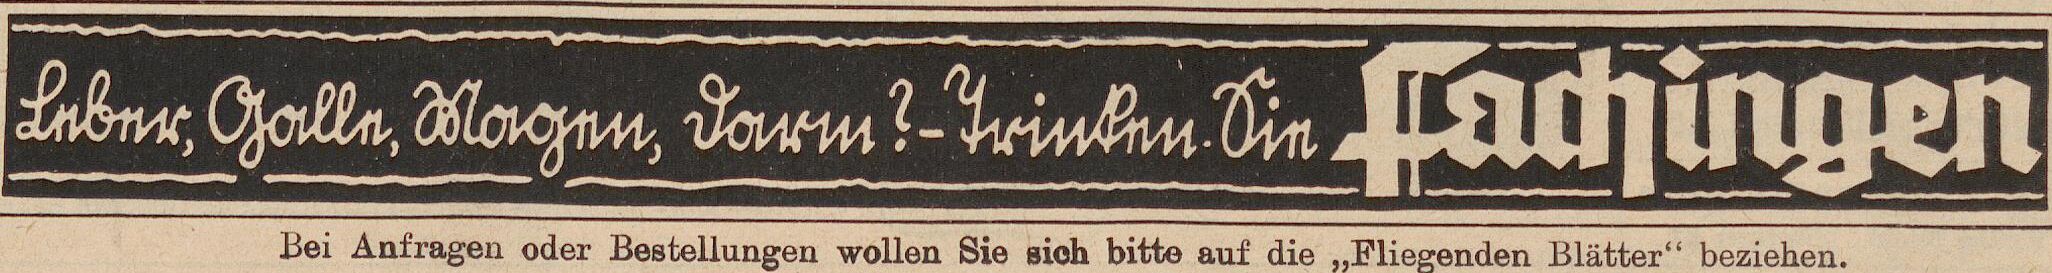 Leber, Galle, Magen, Darm? - Trinken Sie Fachingen
Bei Anfragen oder Bestellungen wollen Sie sich bitte auf die „Fliegenden Blätter“ beziehen.